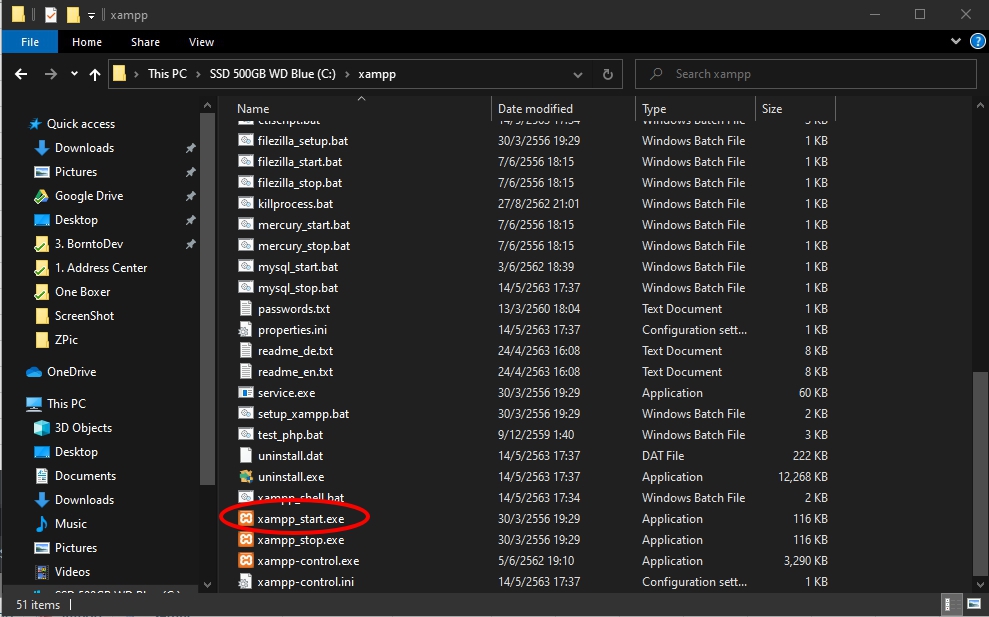 xampp
File Home Share View
This PC SSD 500GB WD Blue (C:) xampp
Search xampp
Quick access
Downloads
Pictures
Google Drive
Desktop
3. BorntoDev
1. Address Center
One Boxer
ScreenShot
ZPic
OneDrive
This PC
3D Objects
Desktop
Documents
Downloads
Music
Pictures
Videos
SSD 500GB WD Blue (C:)
Name Date modified Type Size
ctlscript.bat 14/5/2563 17:34 Windows Batch File 3 KB
filezilla_setup.bat 30/3/2556 19:29 Windows Batch File 1 KB
filezilla_start.bat 7/6/2556 18:15 Windows Batch File 1 KB
filezilla_stop.bat 7/6/2556 18:15 Windows Batch File 1 KB
killprocess.bat 27/8/2562 21:01 Windows Batch File 1 KB
mercury_start.bat 7/6/2556 18:15 Windows Batch File 1 KB
mercury_stop.bat 7/6/2556 18:15 Windows Batch File 1 KB
mysql_start.bat 3/6/2562 18:39 Windows Batch File 1 KB
mysql_stop.bat 14/5/2563 17:37 Windows Batch File 1 KB
passwords.txt 13/3/2560 18:04 Text Document 1 KB
properties.ini 14/5/2563 17:37 Configuration sett... 1 KB
readme_de.txt 24/4/2563 16:08 Text Document 8 KB
readme_en.txt 24/4/2563 16:08 Text Document 8 KB
service.exe 30/3/2556 19:29 Application 60 KB
setup_xampp.bat 30/3/2556 19:29 Windows Batch File 2 KB
test_php.bat 9/12/2559 1:40 Windows Batch File 3 KB
uninstall.dat 14/5/2563 17:37 DAT File 222 KB
uninstall.exe 14/5/2563 17:37 Application 12,268 KB
xampp_shell.bat 14/5/2563 17:34 Windows Batch File 2 KB
xampp_start.exe 30/3/2556 19:29 Application 116 KB
xampp_stop.exe 30/3/2556 19:29 Application 116 KB
xampp-control.exe 5/6/2562 19:10 Application 3,290 KB
xampp-control.ini 14/5/2563 17:37 Configuration sett... 1 KB
51 items